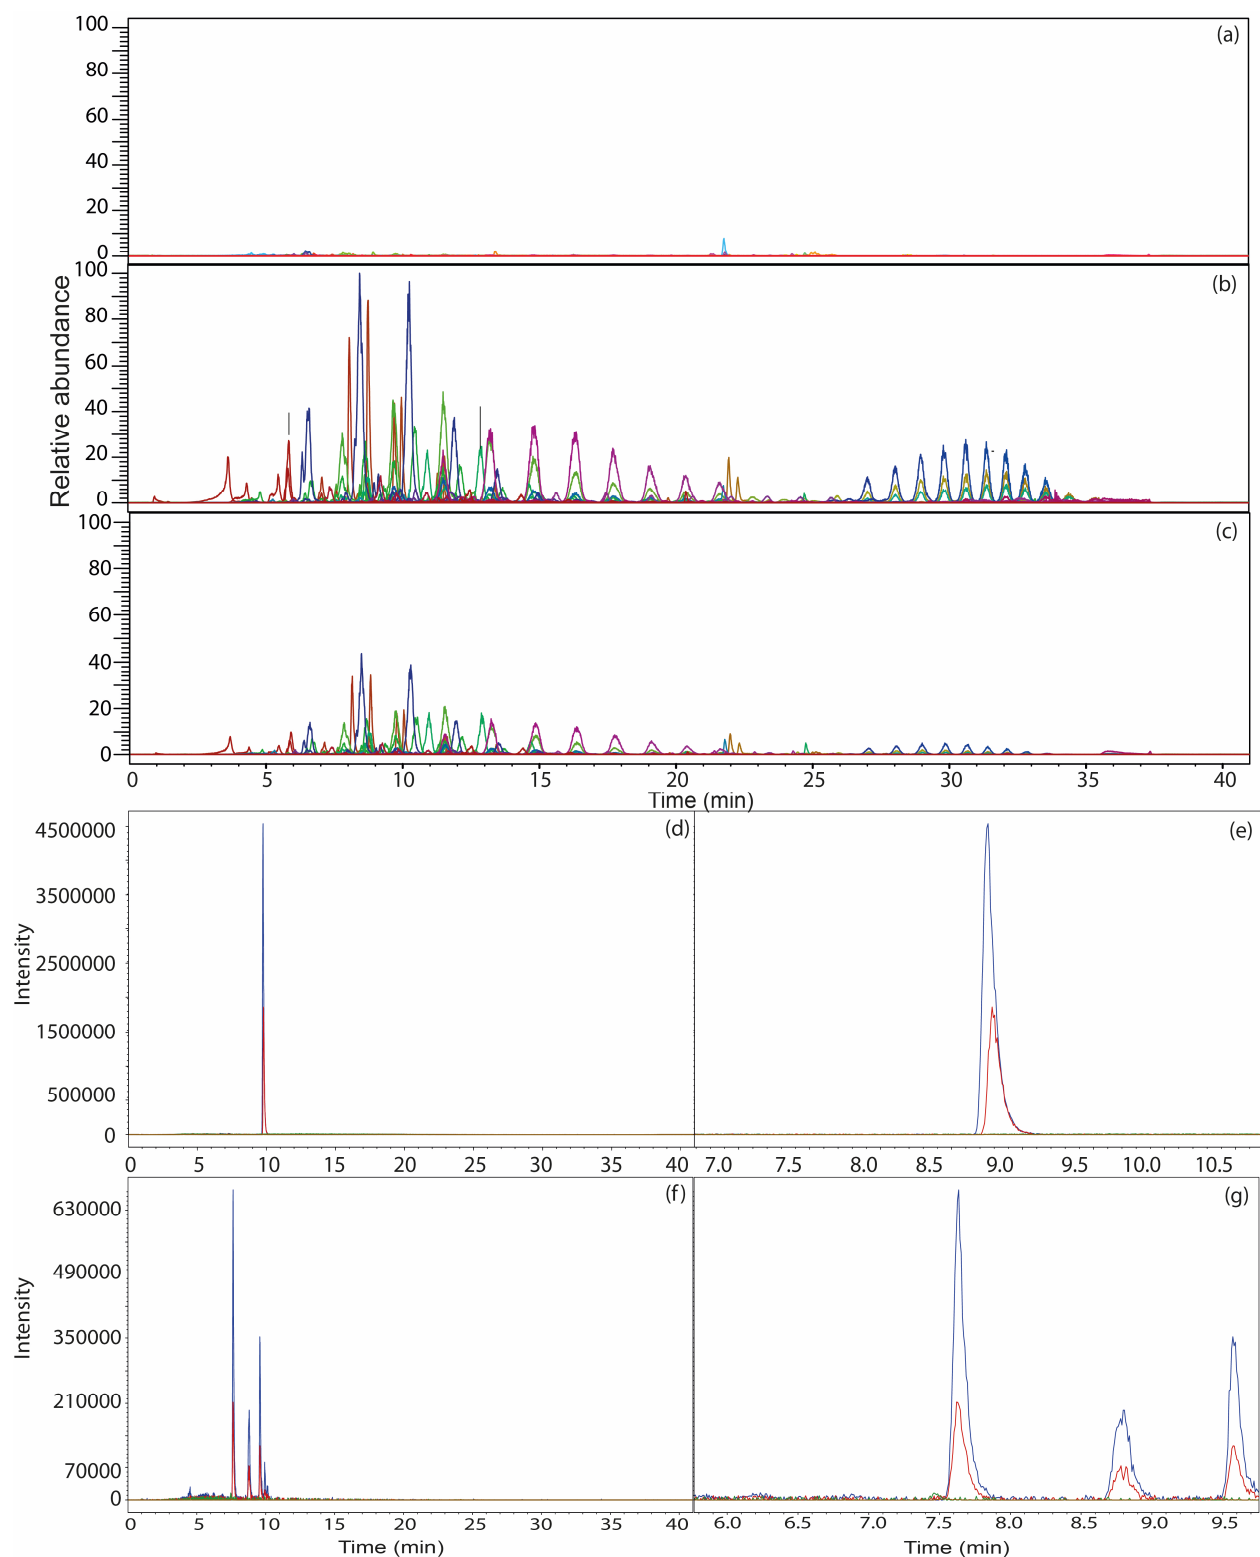 100
80
60
40
20
0
(a)
Relative abundance
100
80
60
40
20
0
(b)
100
80
60
40
20
0
(c)
0 5 10 15 20 25 30 35 40
Time (min)
Intensity
4500000
3500000
2500000
1500000
500000
0
(d)
0 5 10 15 20 25 30 35 40
(e)
7.0 7.5 8.0 8.5 9.0 9.5 10.0 10.5
Intensity
630000
490000
350000
210000
70000
0
(f)
0 5 10 15 20 25 30 35 40
Time (min)
(g)
6.0 6.5 7.0 7.5 8.0 8.5 9.0 9.5
Time (min)